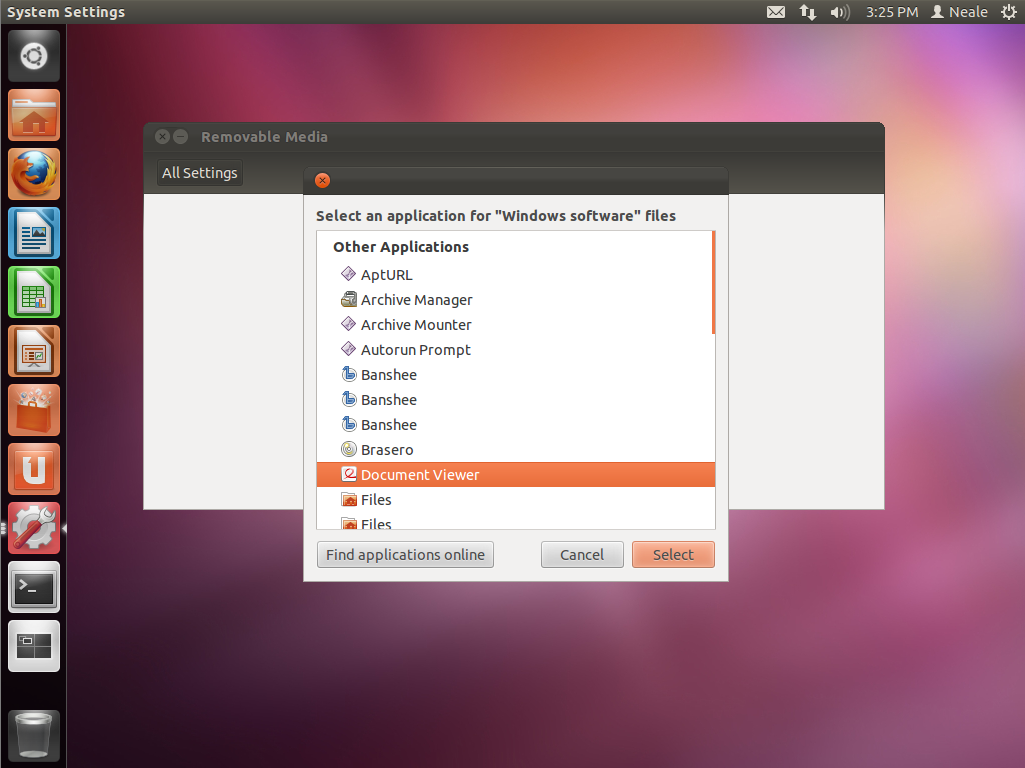 System Settings
3:25 PM Neale
Removable Media
All Settings
Select an application for "Windows software" files
Other Applications
AptURL
Archive Manager
Archive Mounter
Autorun Prompt
Banshee
Banshee
Banshee
Brasero
Document Viewer
Files
Files
Find applications online Cancel Select